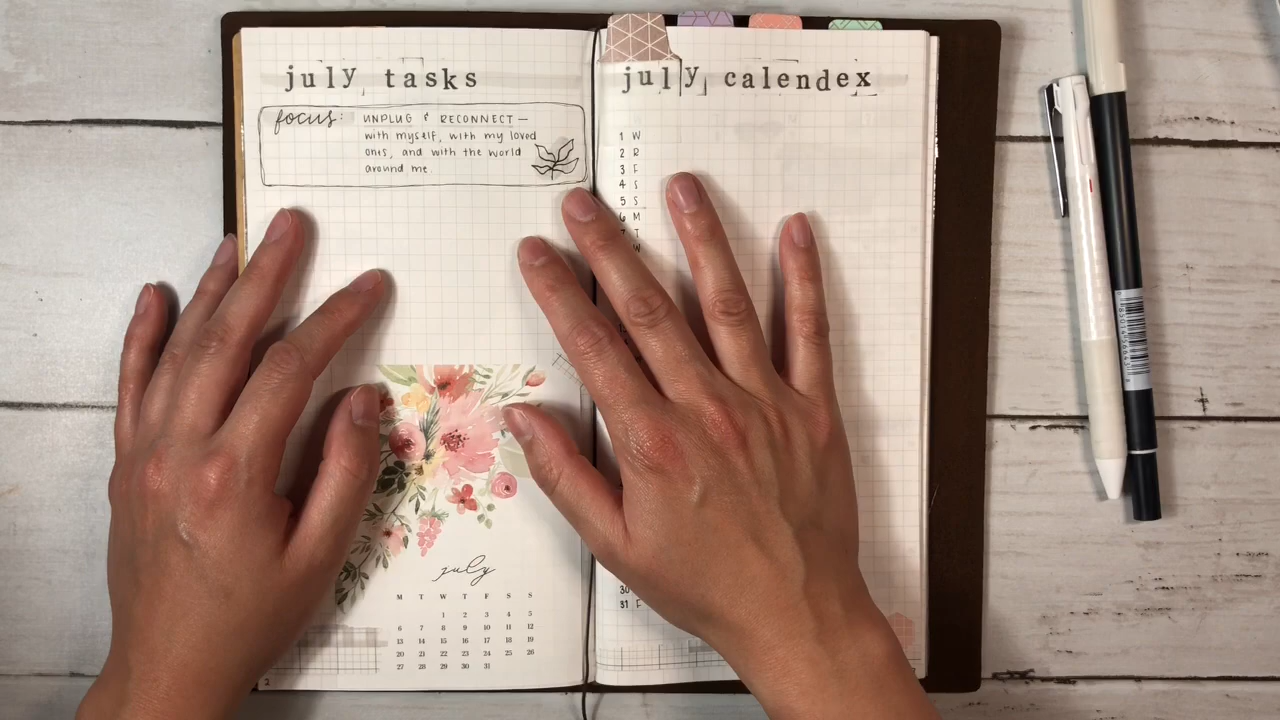 july tasks
focus: UNPLUG & RECONNECT—
with myself, with my loved
ones, and with the world
around me.
july
M T W T F S S
1 2 3 4 5
6 7 8 9 10 11 12
13 14 15 16 17 18 19
20 21 22 23 24 25 26
27 28 29 30 31
2
july calendex
1 W
2 R
3 F
4 S
5 S
6 M
T
W
30
31 F